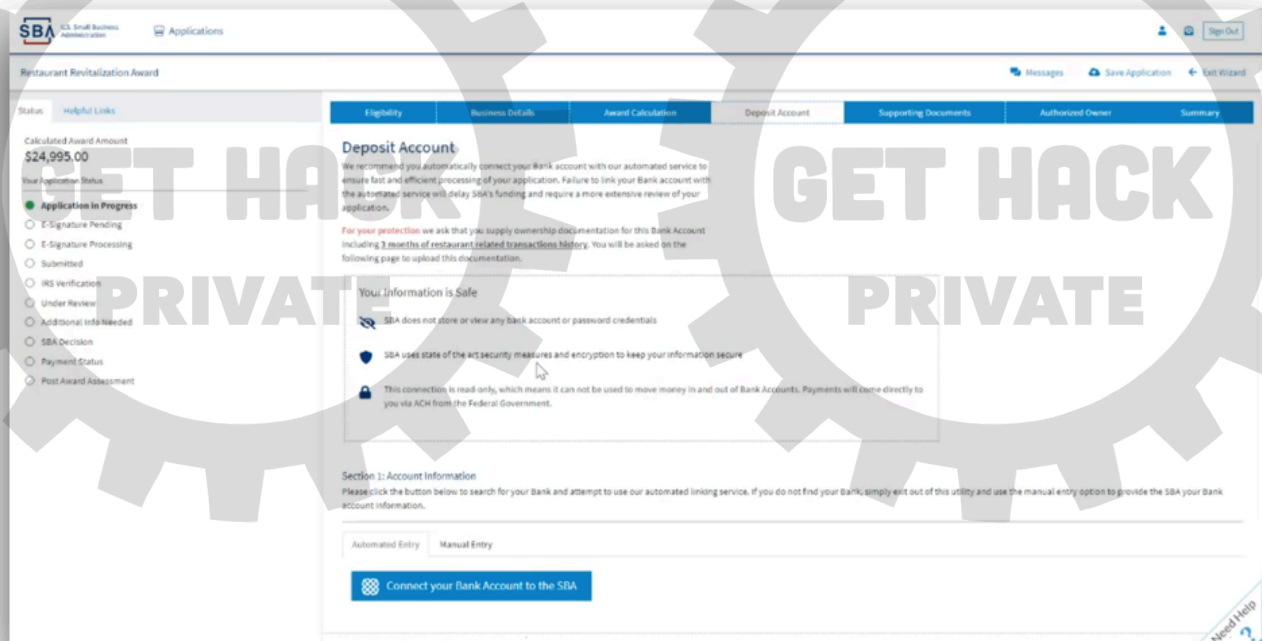 SBA U.S. Small Business
Administration
Applications
Sign Out
Restaurant Revitalization Award
Messages
Save Application
Exit Wizard
Status
Helpful Links
Calculated Award Amount
$24,995.00
Your Application Status
Application in Progress
E-Signature Pending
E-Signature Processing
Submitted
IRS Verification
Under Review
Additional Info Needed
SBA Decision
Payment Status
Post Award Assessment
Eligibility
Business Details
Award Calculation
Deposit Account
Supporting Documents
Authorized Owner
Summary
Deposit Account
We recommend you automatically connect your Bank account with our automated service to
ensure fast and efficient processing of your application. Failure to link your Bank account with
the automated service will delay SBA's funding and require a more extensive review of your
application.
For your protection we ask that you supply ownership documentation for this Bank Account
including 3 months of restaurant related transactions history. You will be asked on the
following page to upload this documentation.
Your Information is Safe
SBA does not store or view any bank account or password credentials
SBA uses state of the art security measures and encryption to keep your information secure
This connection is read-only, which means it can not be used to move money in and out of Bank Accounts. Payments will come directly to
you via ACH from the Federal Government.
Section 1: Account Information
Please click the button below to search for your Bank and attempt to use our automated linking service. If you do not find your Bank, simply exit out of this utility and use the manual entry option to provide the SBA your Bank
account information.
Automated Entry
Manual Entry
Connect your Bank Account to the SBA
Need Help
GET HACK
PRIVATE
GET HACK
PRIVATE